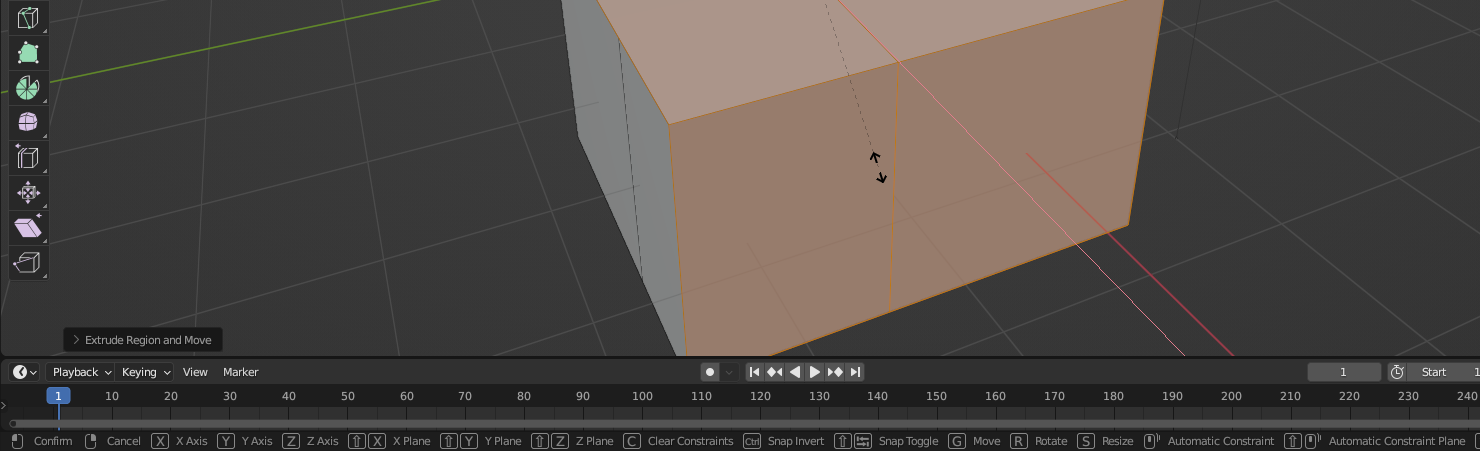 Extrude Region and Move
Playback Keying View Marker 1 Start 1
1 10 20 30 40 50 60 70 80 90 100 110 120 130 140 150 160 170 180 190 200 210 220 230 240
Confirm Cancel X X Axis Y Y Axis Z Z Axis X X Plane Y Y Plane Z Z Plane C Clear Constraints Ctrl Snap Invert Snap Toggle G Move R Rotate S Resize Automatic Constraint Automatic Constraint Plane